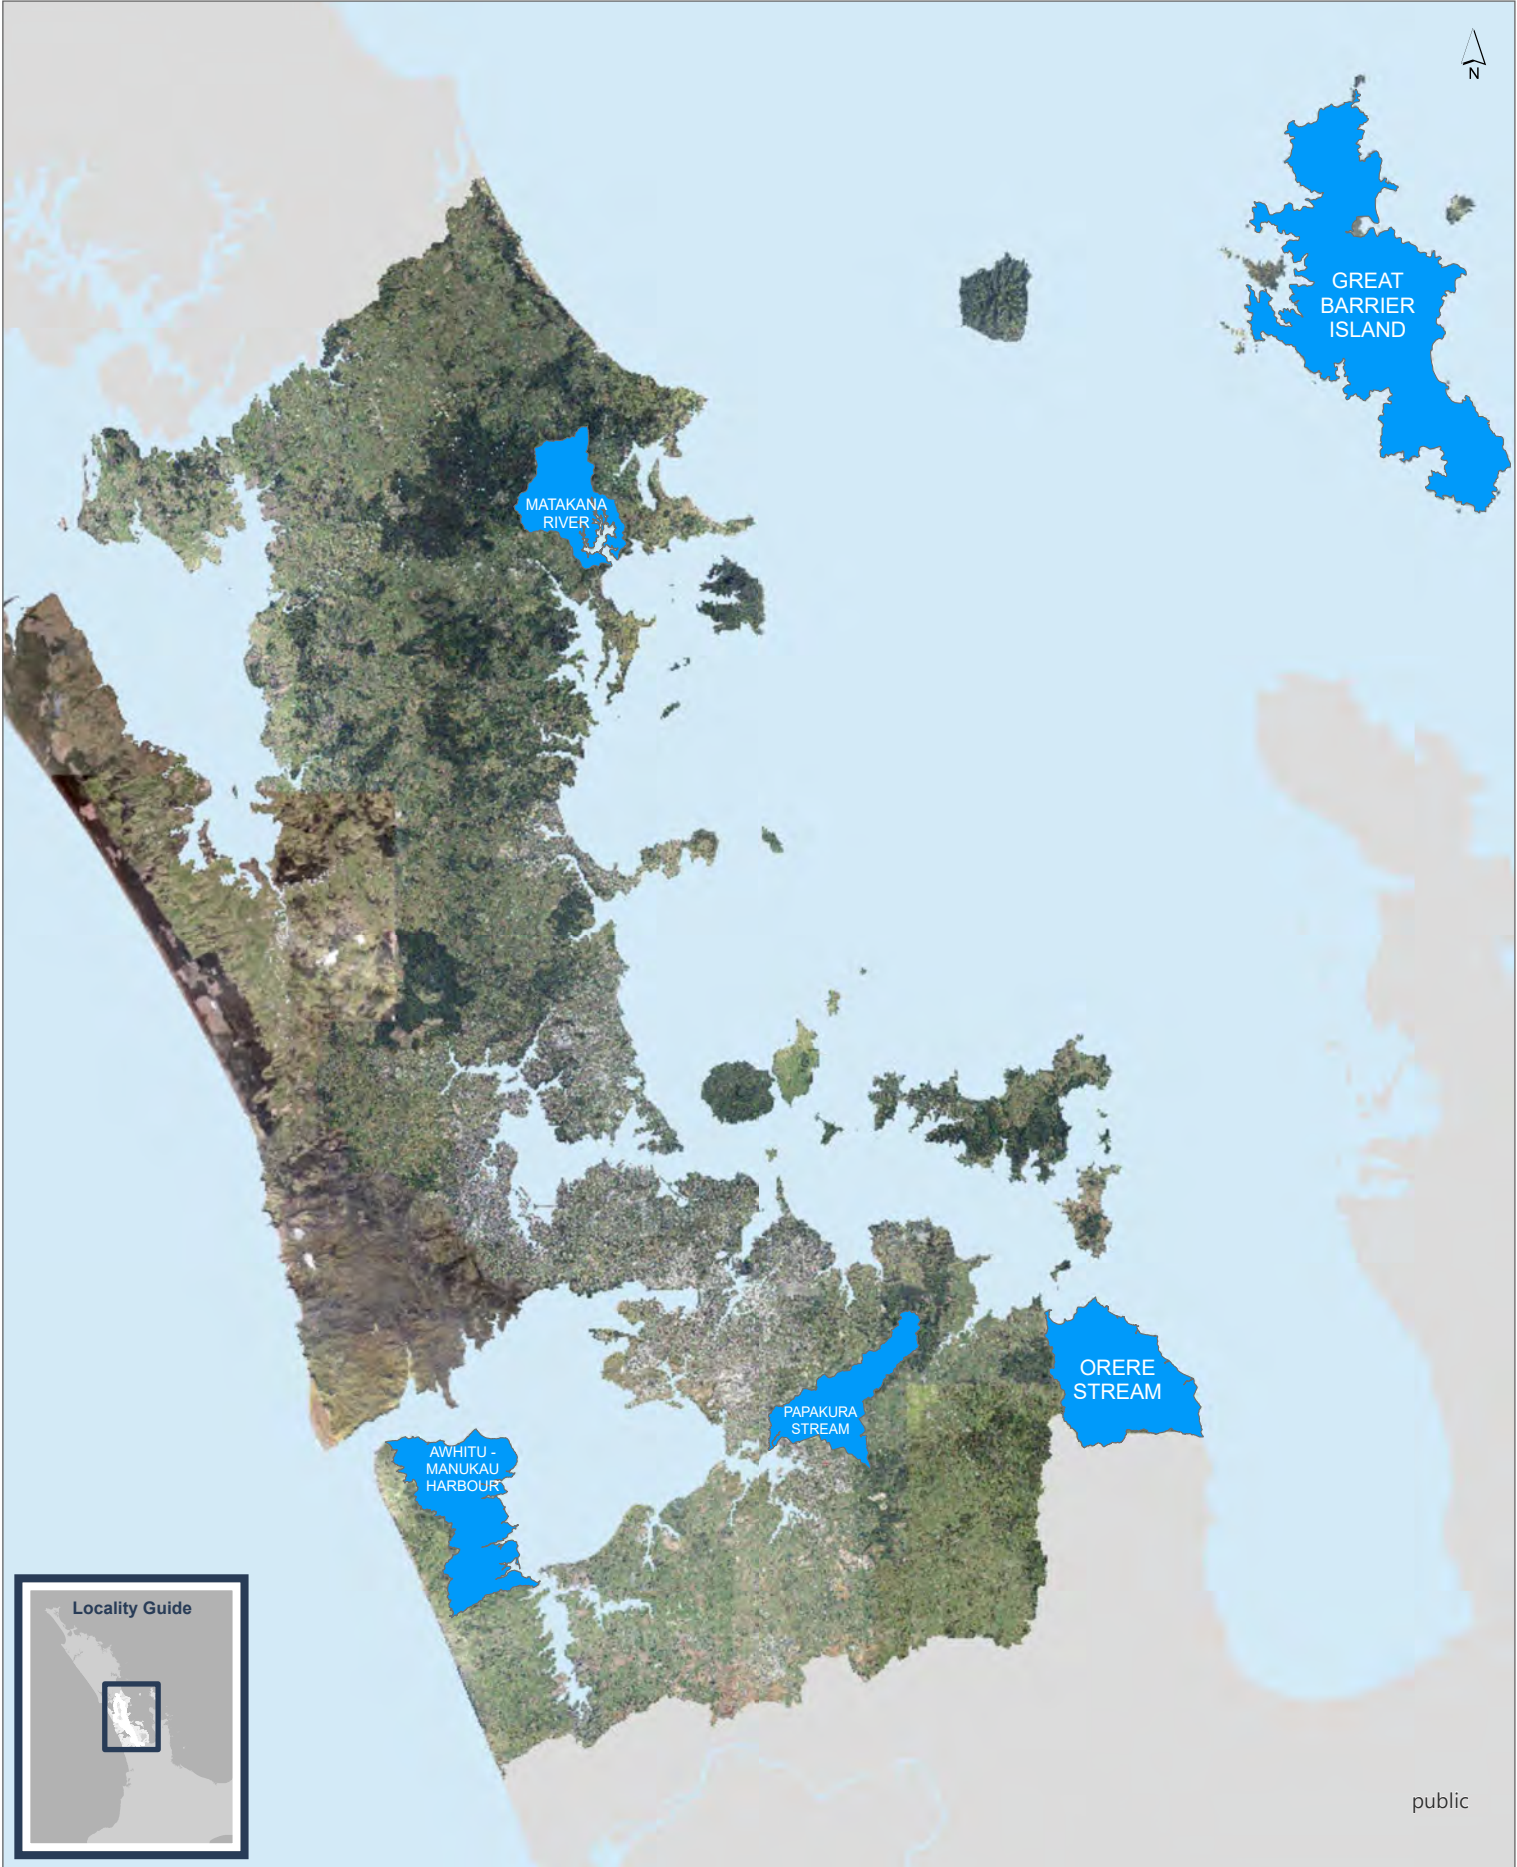 N
GREAT
BARRIER
ISLAND
MATAKANA
RIVER
ORERE
STREAM
PAPAKURA
STREAM
AWHITU -
MANUKAU
HARBOUR
Locality Guide
public